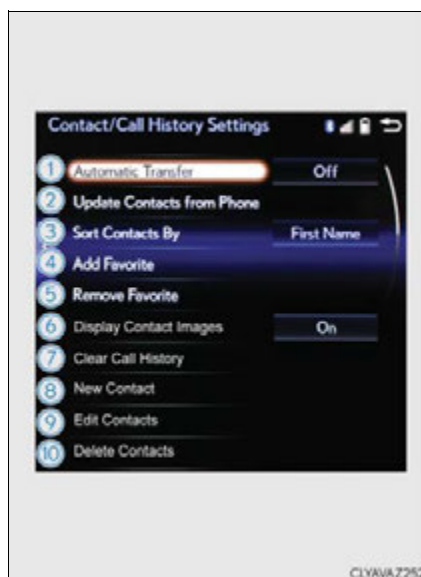 Contact/Call History Settings
1 Automatic Transfer Off
2 Update Contacts from Phone
3 Sort Contacts By First Name
4 Add Favorite
5 Remove Favorite
6 Display Contact Images On
7 Clear Call History
8 New Contact
9 Edit Contacts
10 Delete Contacts
CLYAVAZ252